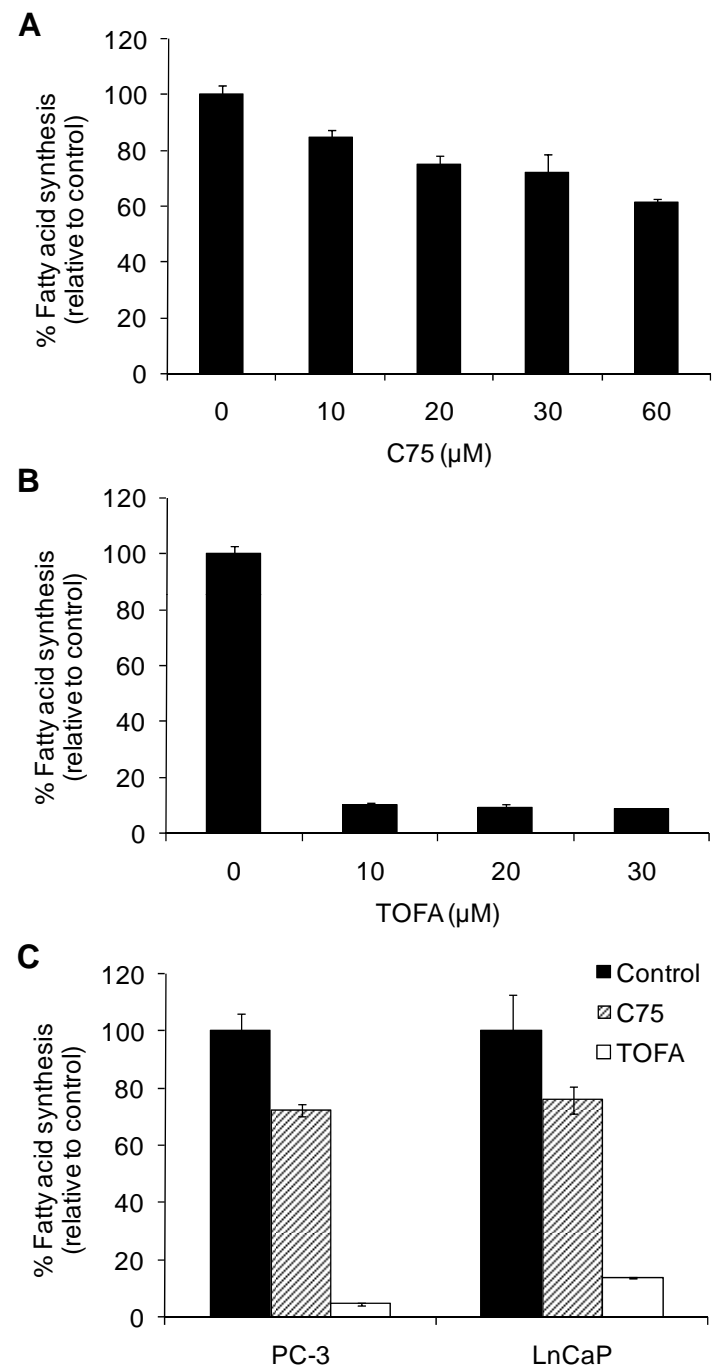 A
% Fatty acid synthesis
(relative to control)
120
100
80
60
40
20
0
0 10 20 30 60
C75 (µM)
B
% Fatty acid synthesis
(relative to control)
120
100
80
60
40
20
0
0 10 20 30
TOFA (µM)
C
% Fatty acid synthesis
(relative to control)
120
100
80
60
40
20
0
Control
C75
TOFA
PC-3 LnCaP